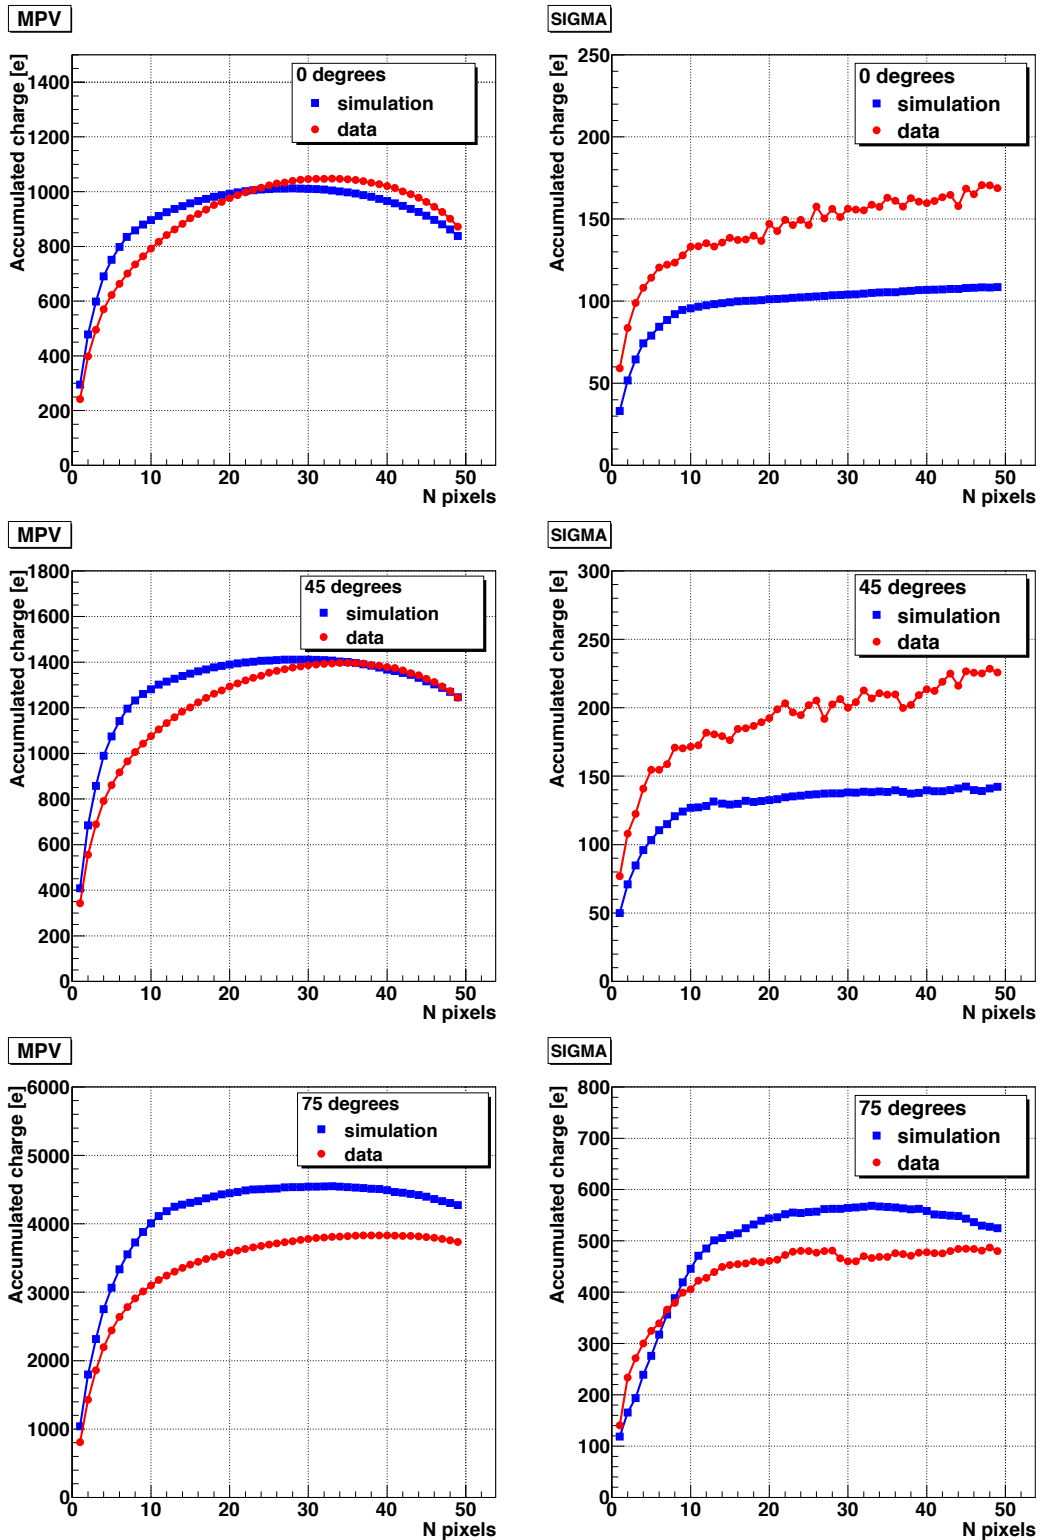 MPV
Accumulated charge [e]
1400
1200
1000
800
600
400
200
0
0 10 20 30 40 50
N pixels
0 degrees
simulation
data
SIGMA
Accumulated charge [e]
250
200
150
100
50
0
0 10 20 30 40 50
N pixels
0 degrees
simulation
data
MPV
Accumulated charge [e]
1800
1600
1400
1200
1000
800
600
400
200
0
0 10 20 30 40 50
N pixels
45 degrees
simulation
data
SIGMA
Accumulated charge [e]
300
250
200
150
100
50
0
0 10 20 30 40 50
N pixels
45 degrees
simulation
data
MPV
Accumulated charge [e]
6000
5000
4000
3000
2000
1000
0
0 10 20 30 40 50
N pixels
75 degrees
simulation
data
SIGMA
Accumulated charge [e]
800
700
600
500
400
300
200
100
0
0 10 20 30 40 50
N pixels
75 degrees
simulation
data